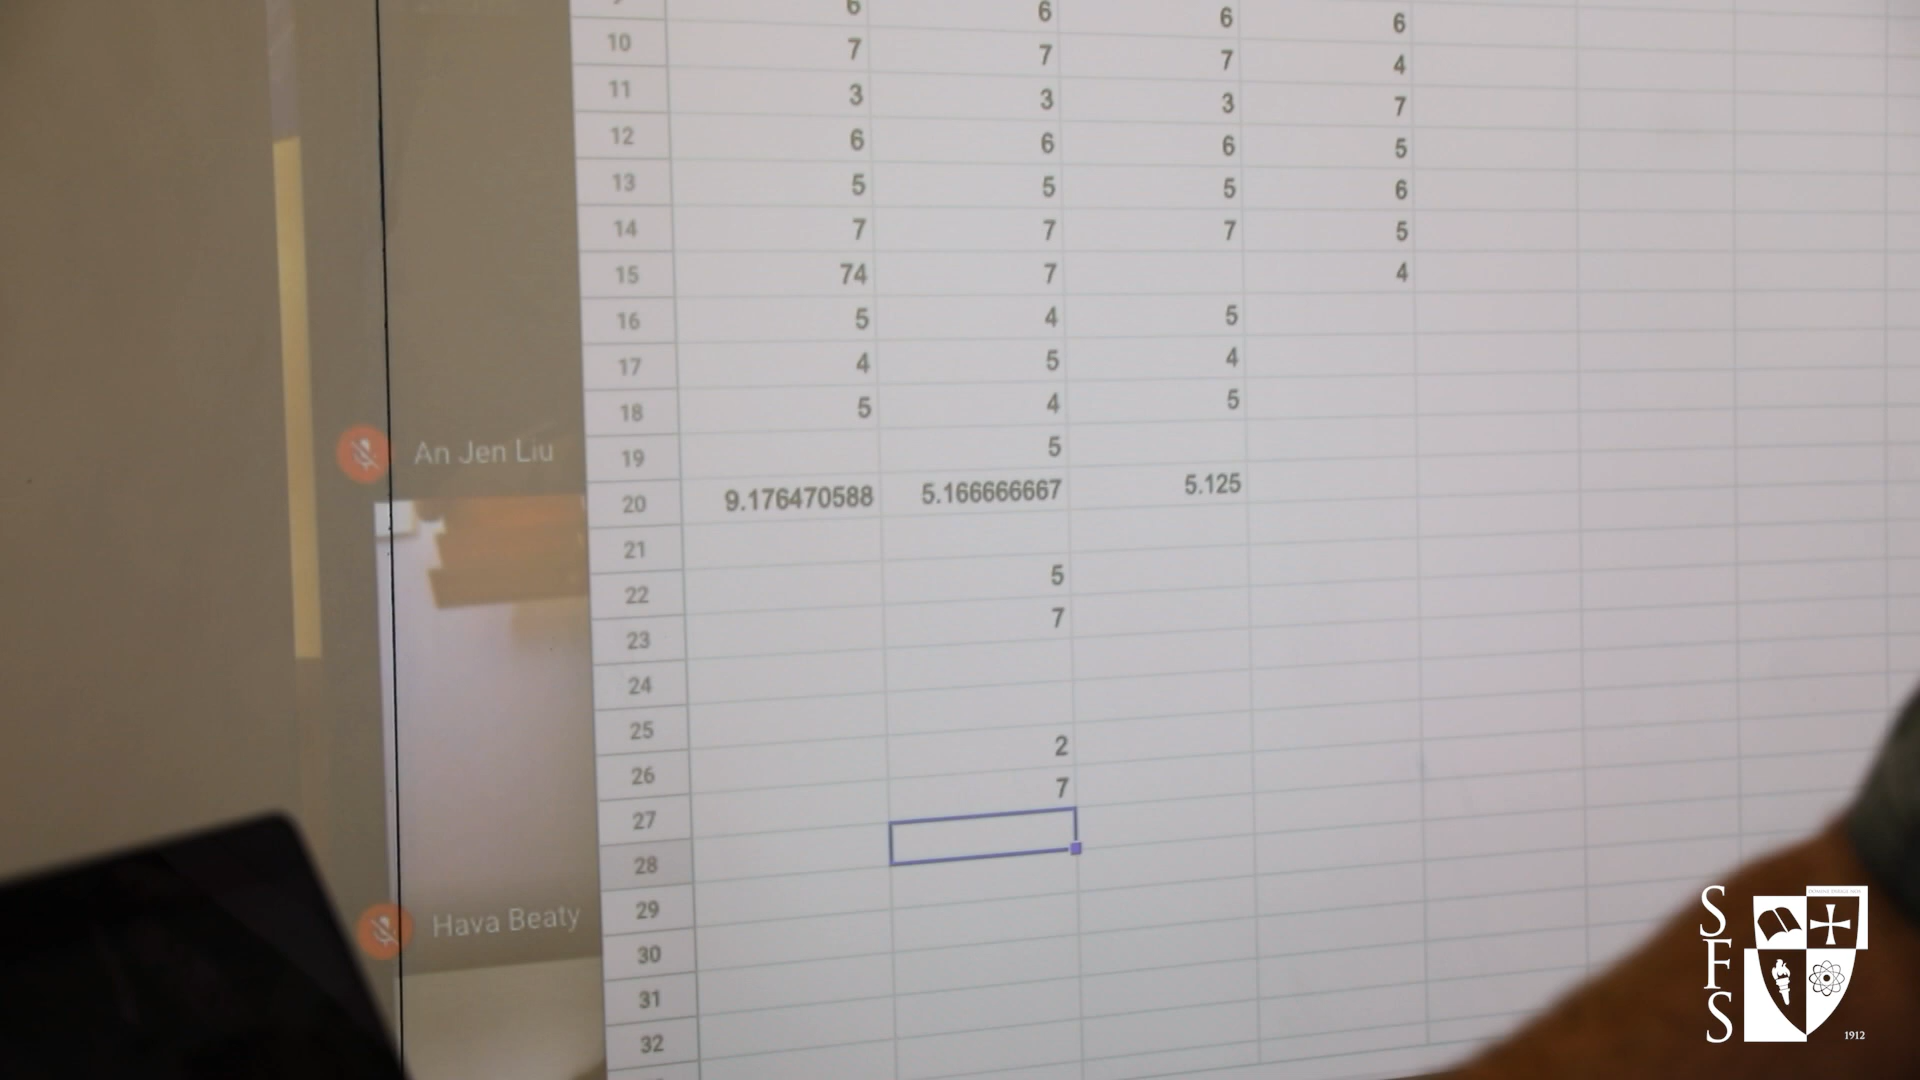 6 6 6 6
10 7 7 7 4
11 3 3 3 7
12 6 6 6 5
13 5 5 5 6
14 7 7 7 5
15 74 7 4
16 5 4 5
17 4 5 4
18 5 4 5
An Jen Liu
19 5
20 9.176470588 5.166666667 5.125
21
22 5
23 7
24
25 2
26 7
27
28
29
Hava Beaty
30
31
32
SFS
1912